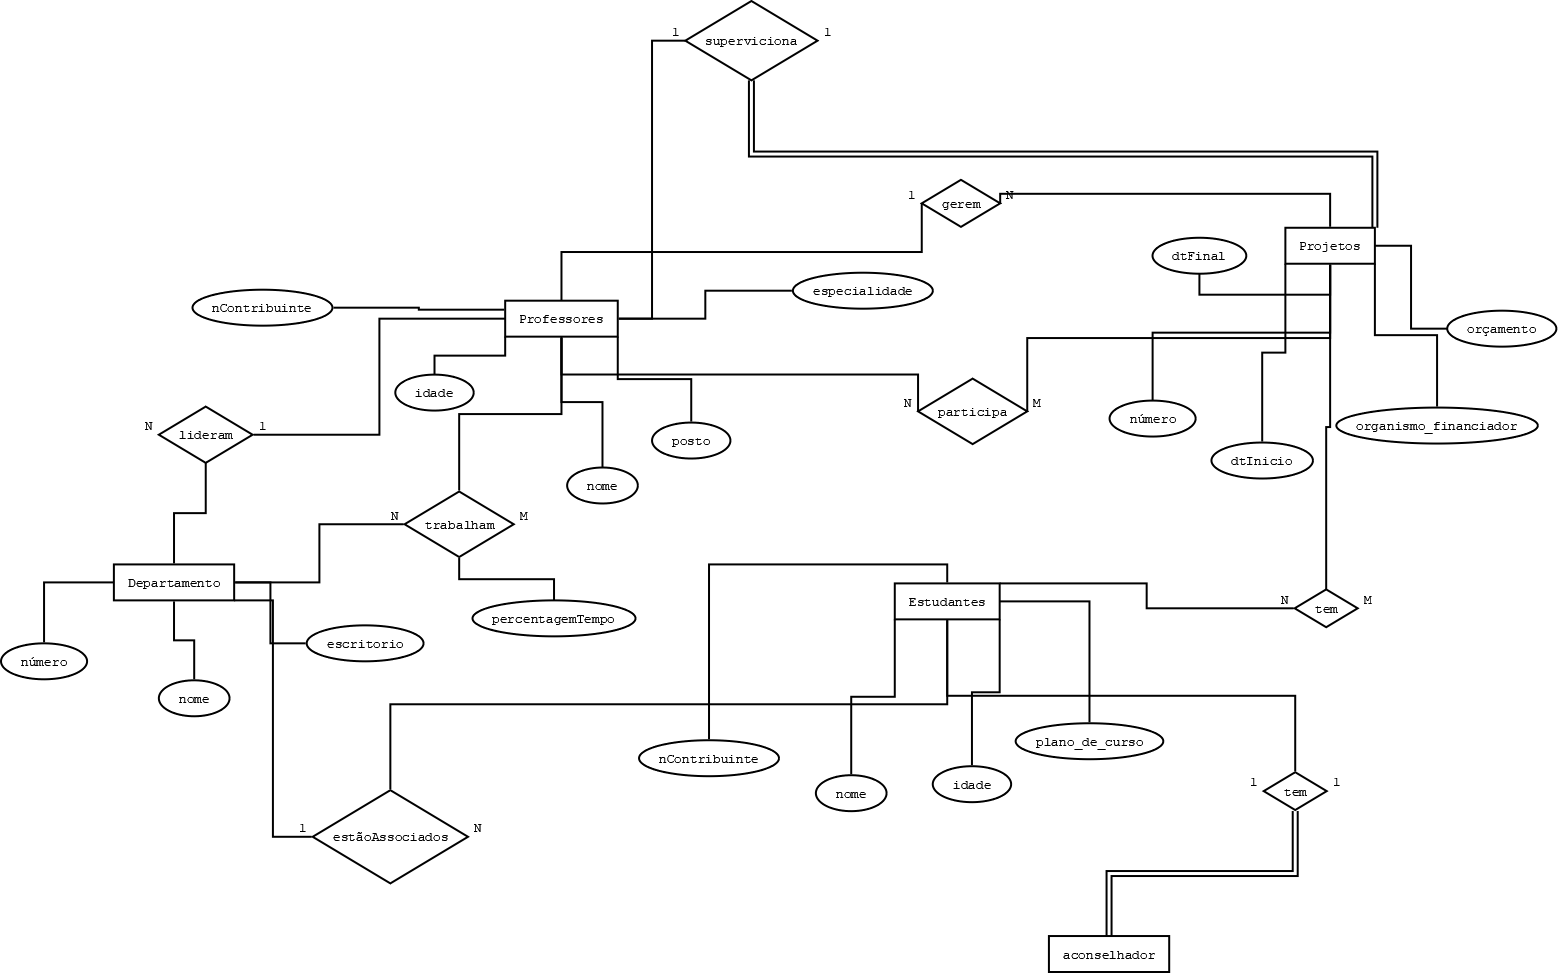 1
1
superviciona
1
N
gerem
Projetos
dtFinal
especialidade
nContribuinte
Professores
orçamento
idade
N
participa
M
número
organismo_financiador
N
lideram
1
posto
dtInicio
nome
N
trabalham
M
Departamento
Estudantes
N
tem
M
percentagemTempo
escritorio
número
nome
plano_de_curso
nContribuinte
idade
nome
1
tem
1
1
estãoAssociados
N
aconselhador